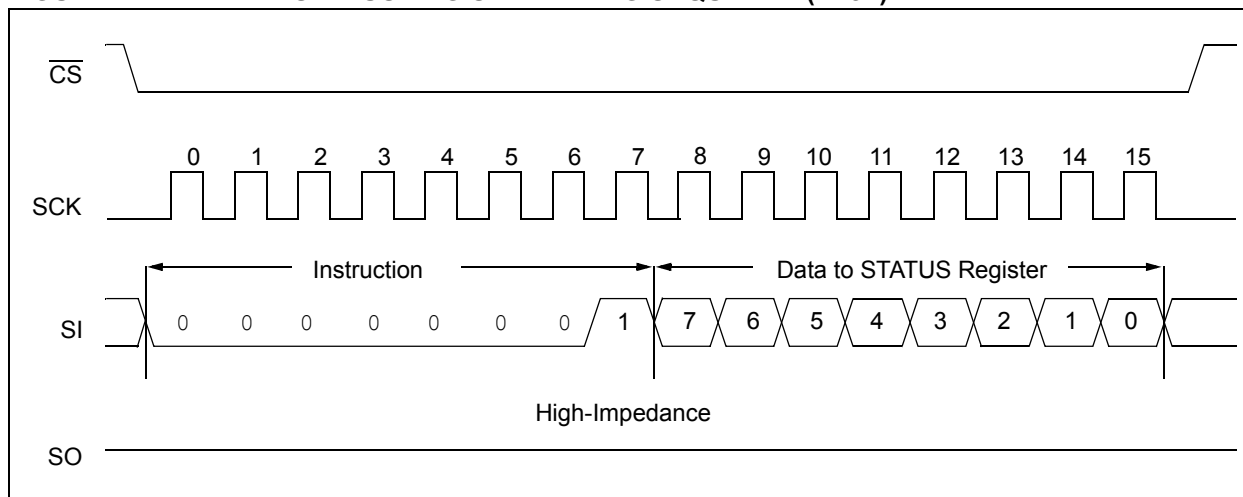 CS
0 1 2 3 4 5 6 7 8 9 10 11 12 13 14 15
SCK
Instruction Data to STATUS Register
SI 0 0 0 0 0 0 0 1 7 6 5 4 3 2 1 0
High-Impedance
SO